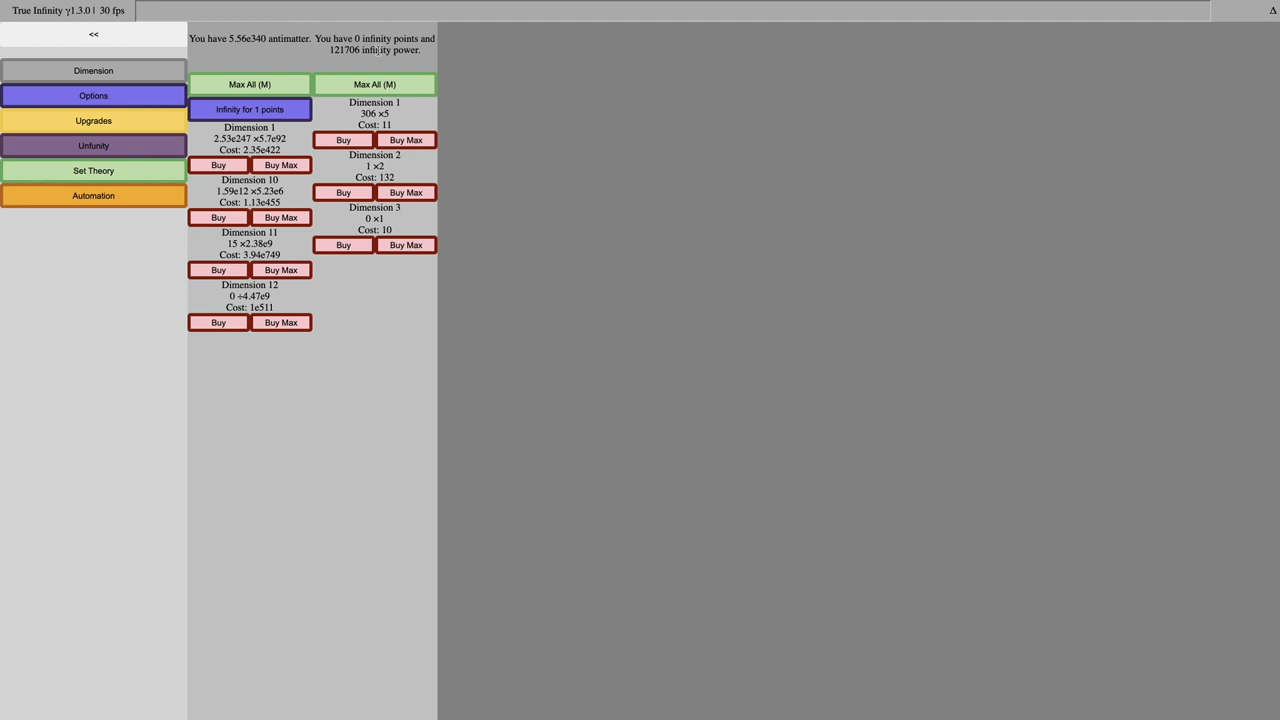 True Infinity γ1.3.0 | 30 fps
Δ
<<
Dimension
Options
Upgrades
Unfunity
Set Theory
Automation
You have 5.56e340 antimatter.
Max All (M)
Infinity for 1 points
Dimension 1
2.53e247 ×5.7e92
Cost: 2.35e422
Buy Buy Max
Dimension 10
1.59e12 ×5.23e6
Cost: 1.13e455
Buy Buy Max
Dimension 11
15 ×2.38e9
Cost: 3.94e749
Buy Buy Max
Dimension 12
0 ÷4.47e9
Cost: 1e511
Buy Buy Max
You have 0 infinity points and
121706 infinity power.
Max All (M)
Dimension 1
306 ×5
Cost: 11
Buy Buy Max
Dimension 2
1 ×2
Cost: 132
Buy Buy Max
Dimension 3
0 ×1
Cost: 10
Buy Buy Max